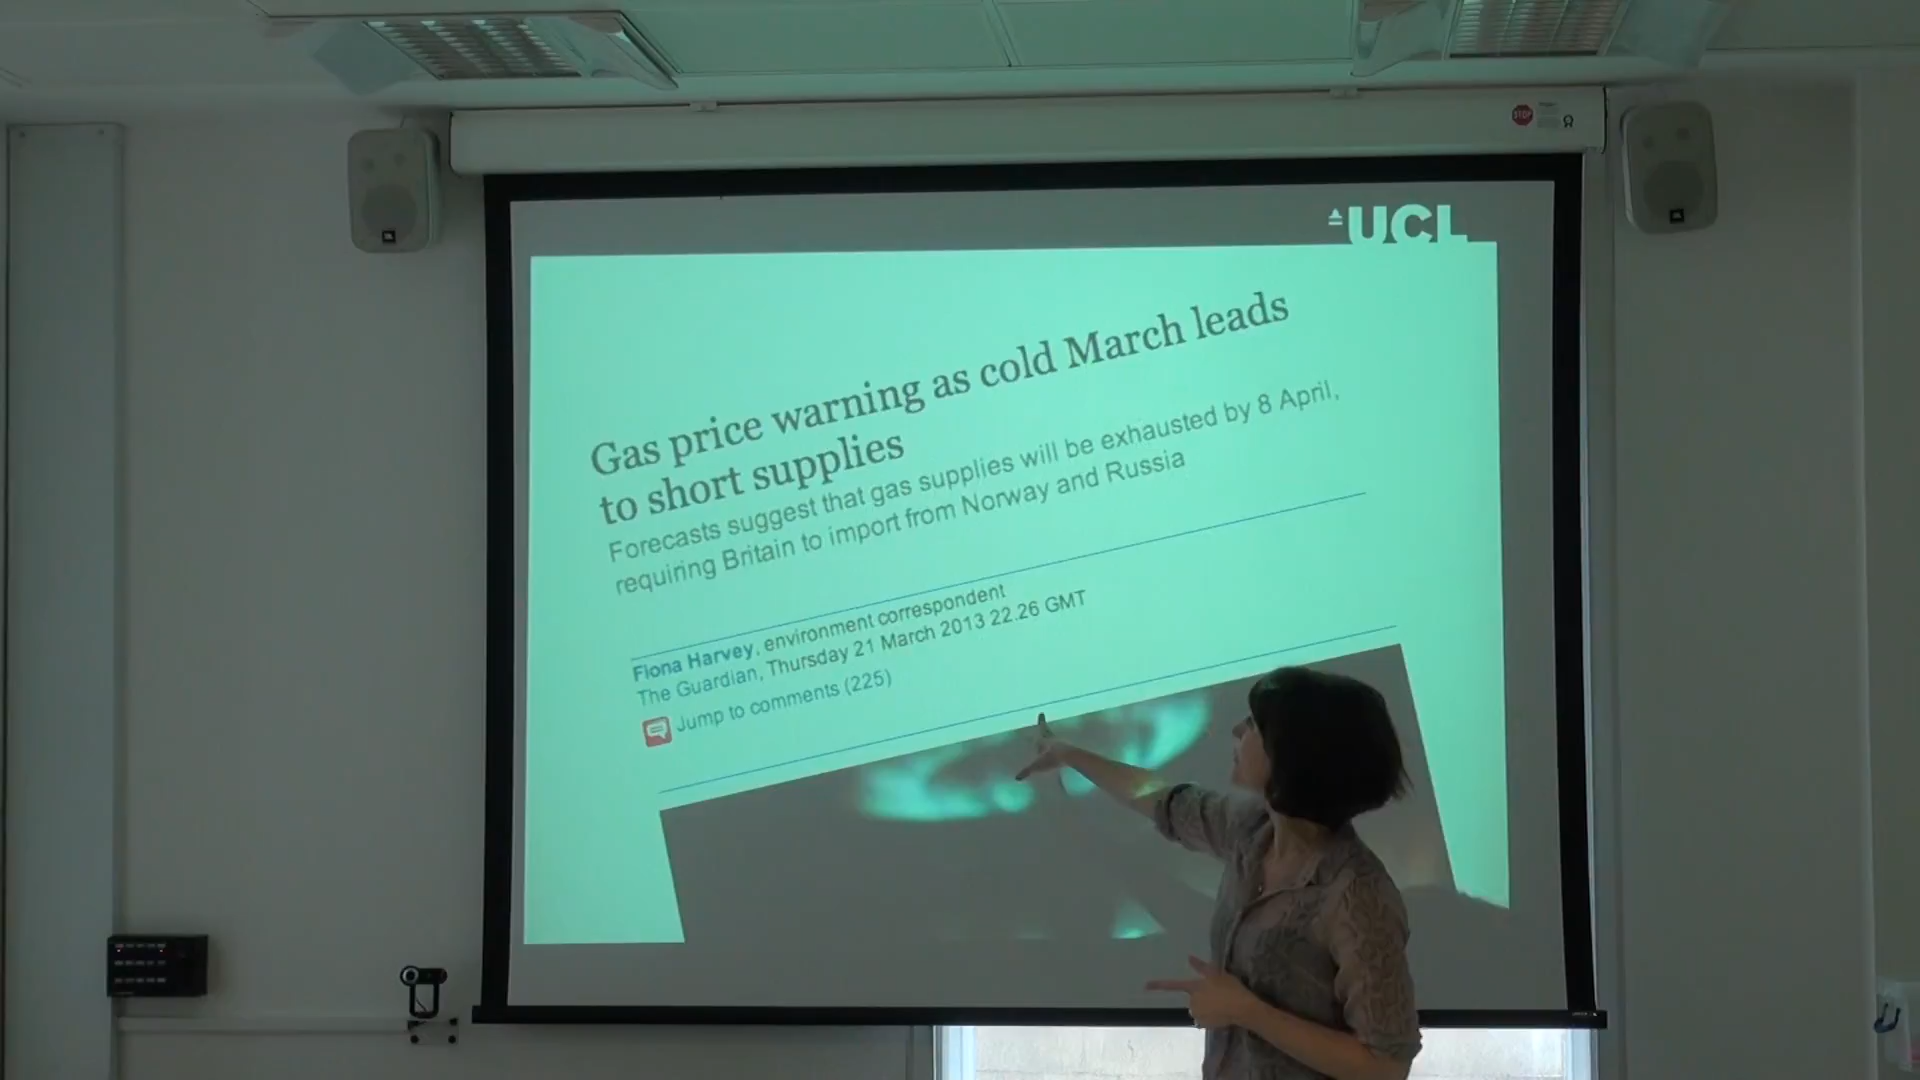 STOP
UCL
Gas price warning as cold March leads
to short supplies
Forecasts suggest that gas supplies will be exhausted by 8 April,
requiring Britain to import from Norway and Russia
Fiona Harvey, environment correspondent
The Guardian, Thursday 21 March 2013 22.26 GMT
Jump to comments (225)